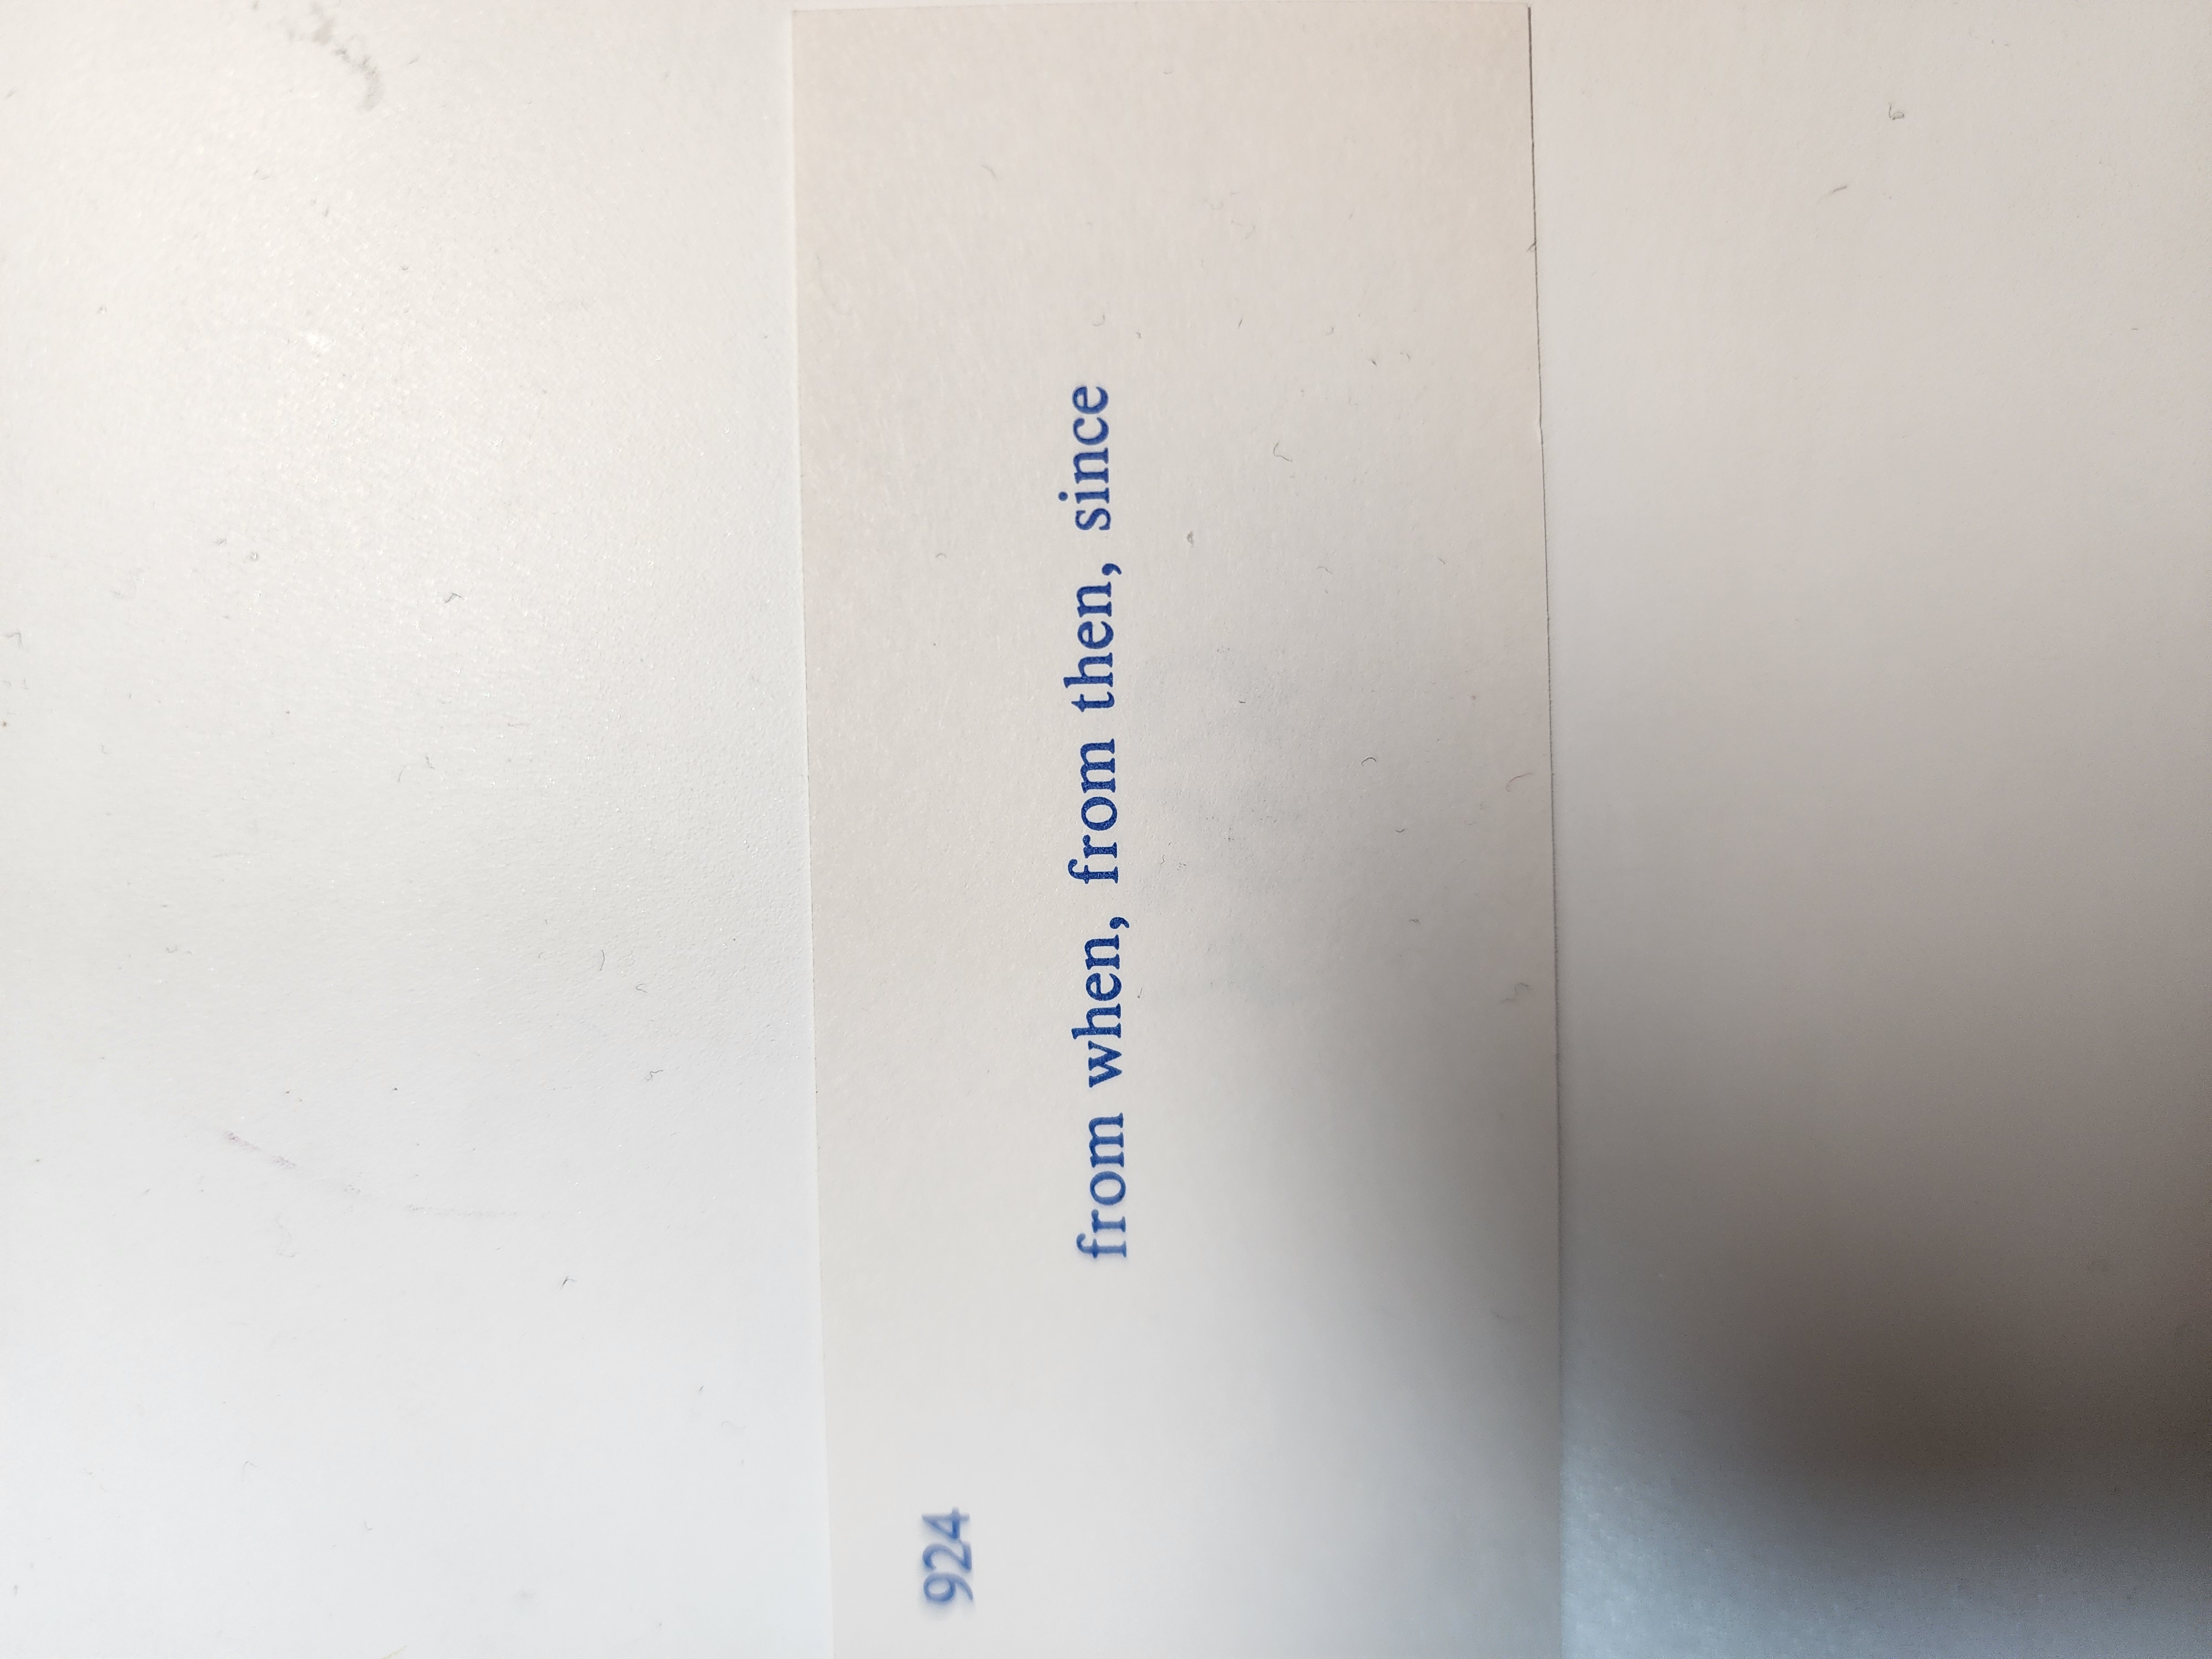 924
from when, from then, since